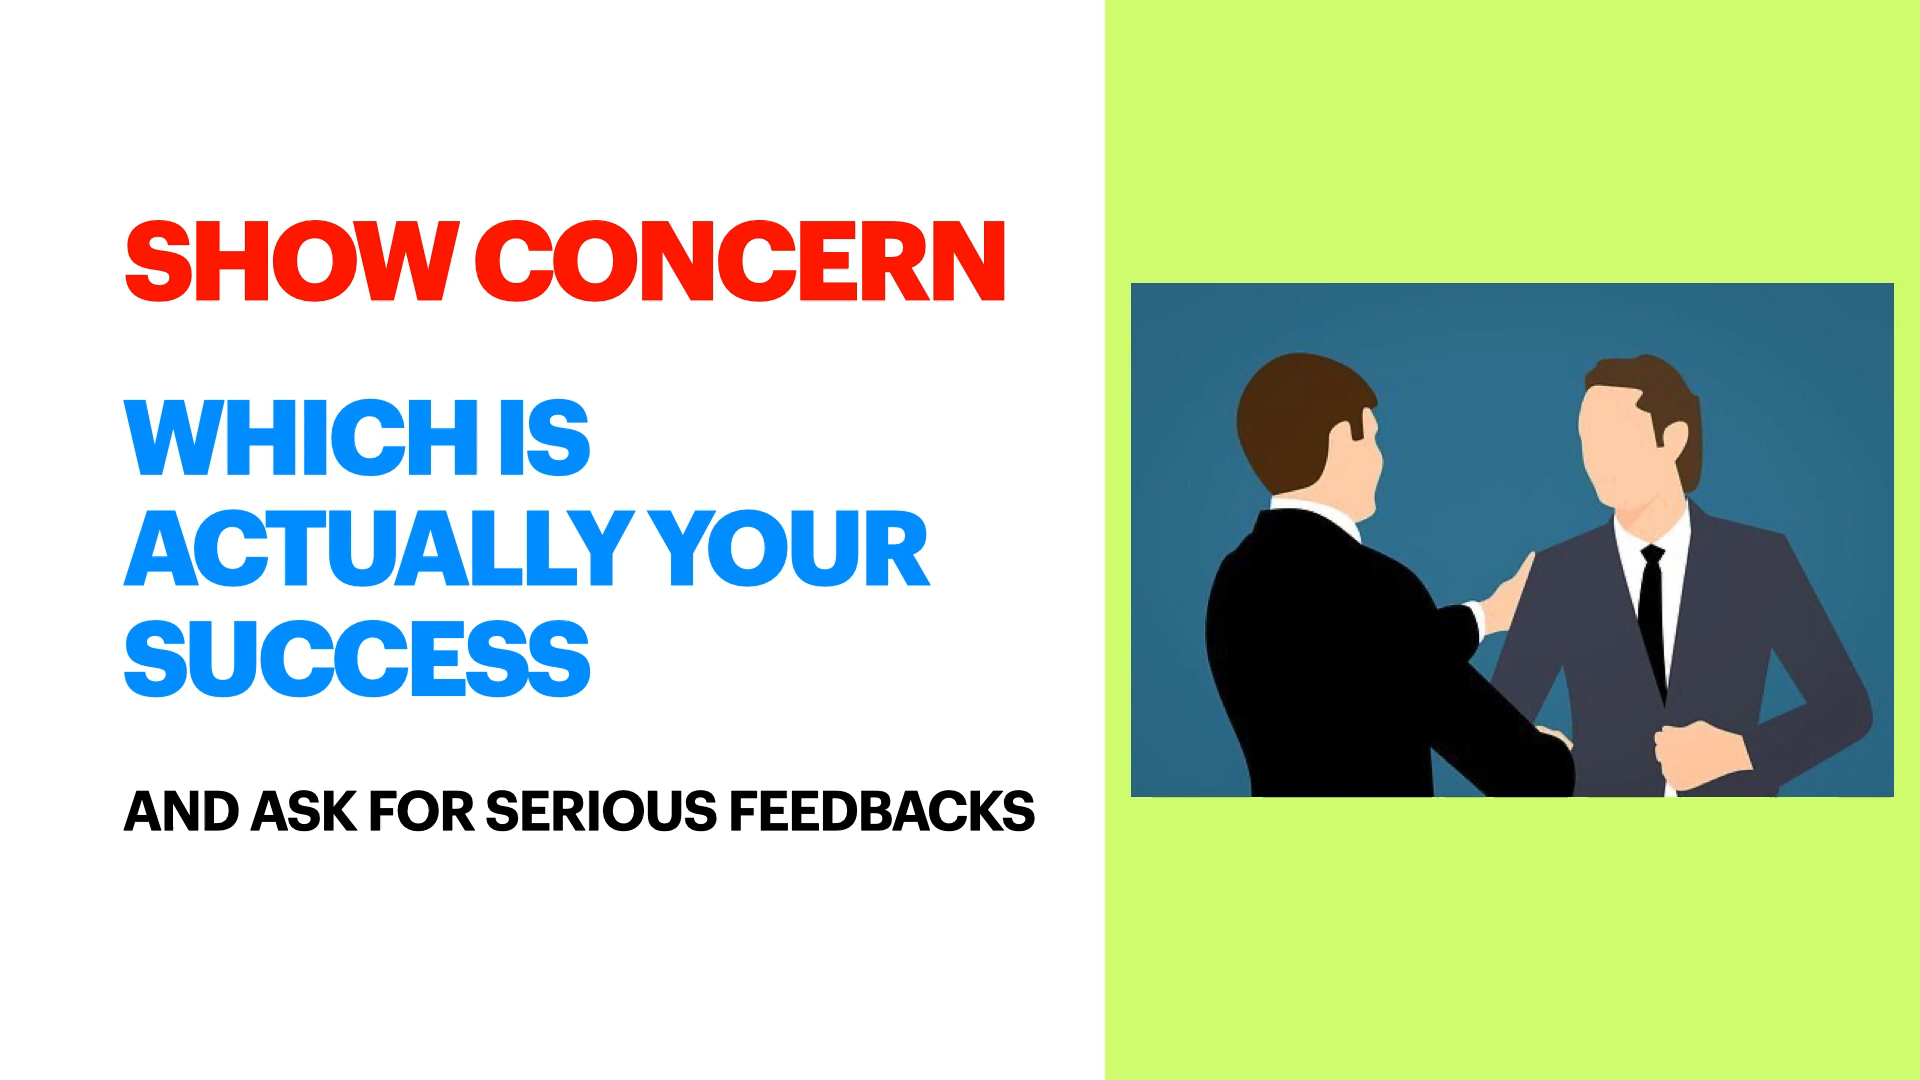 SHOW CONCERN
WHICH IS
ACTUALLY YOUR
SUCCESS
AND ASK FOR SERIOUS FEEDBACKS